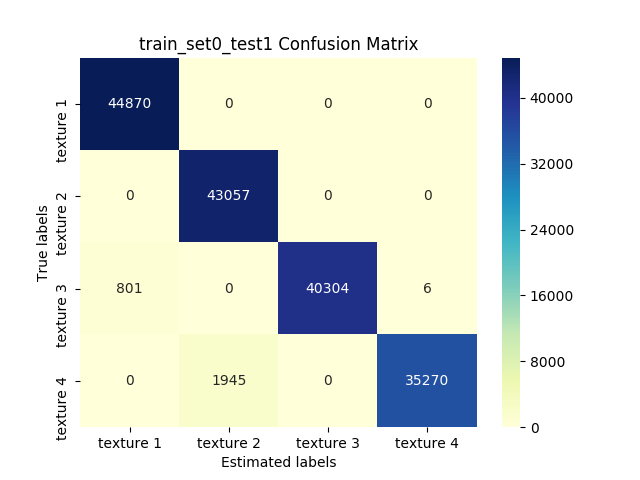 train_set0_test1 Confusion Matrix
True labels
texture 1
44870 0 0 0
texture 2
0 43057 0 0
texture 3
801 0 40304 6
texture 4
0 1945 0 35270
texture 1 texture 2 texture 3 texture 4
Estimated labels
40000
32000
24000
16000
8000
0